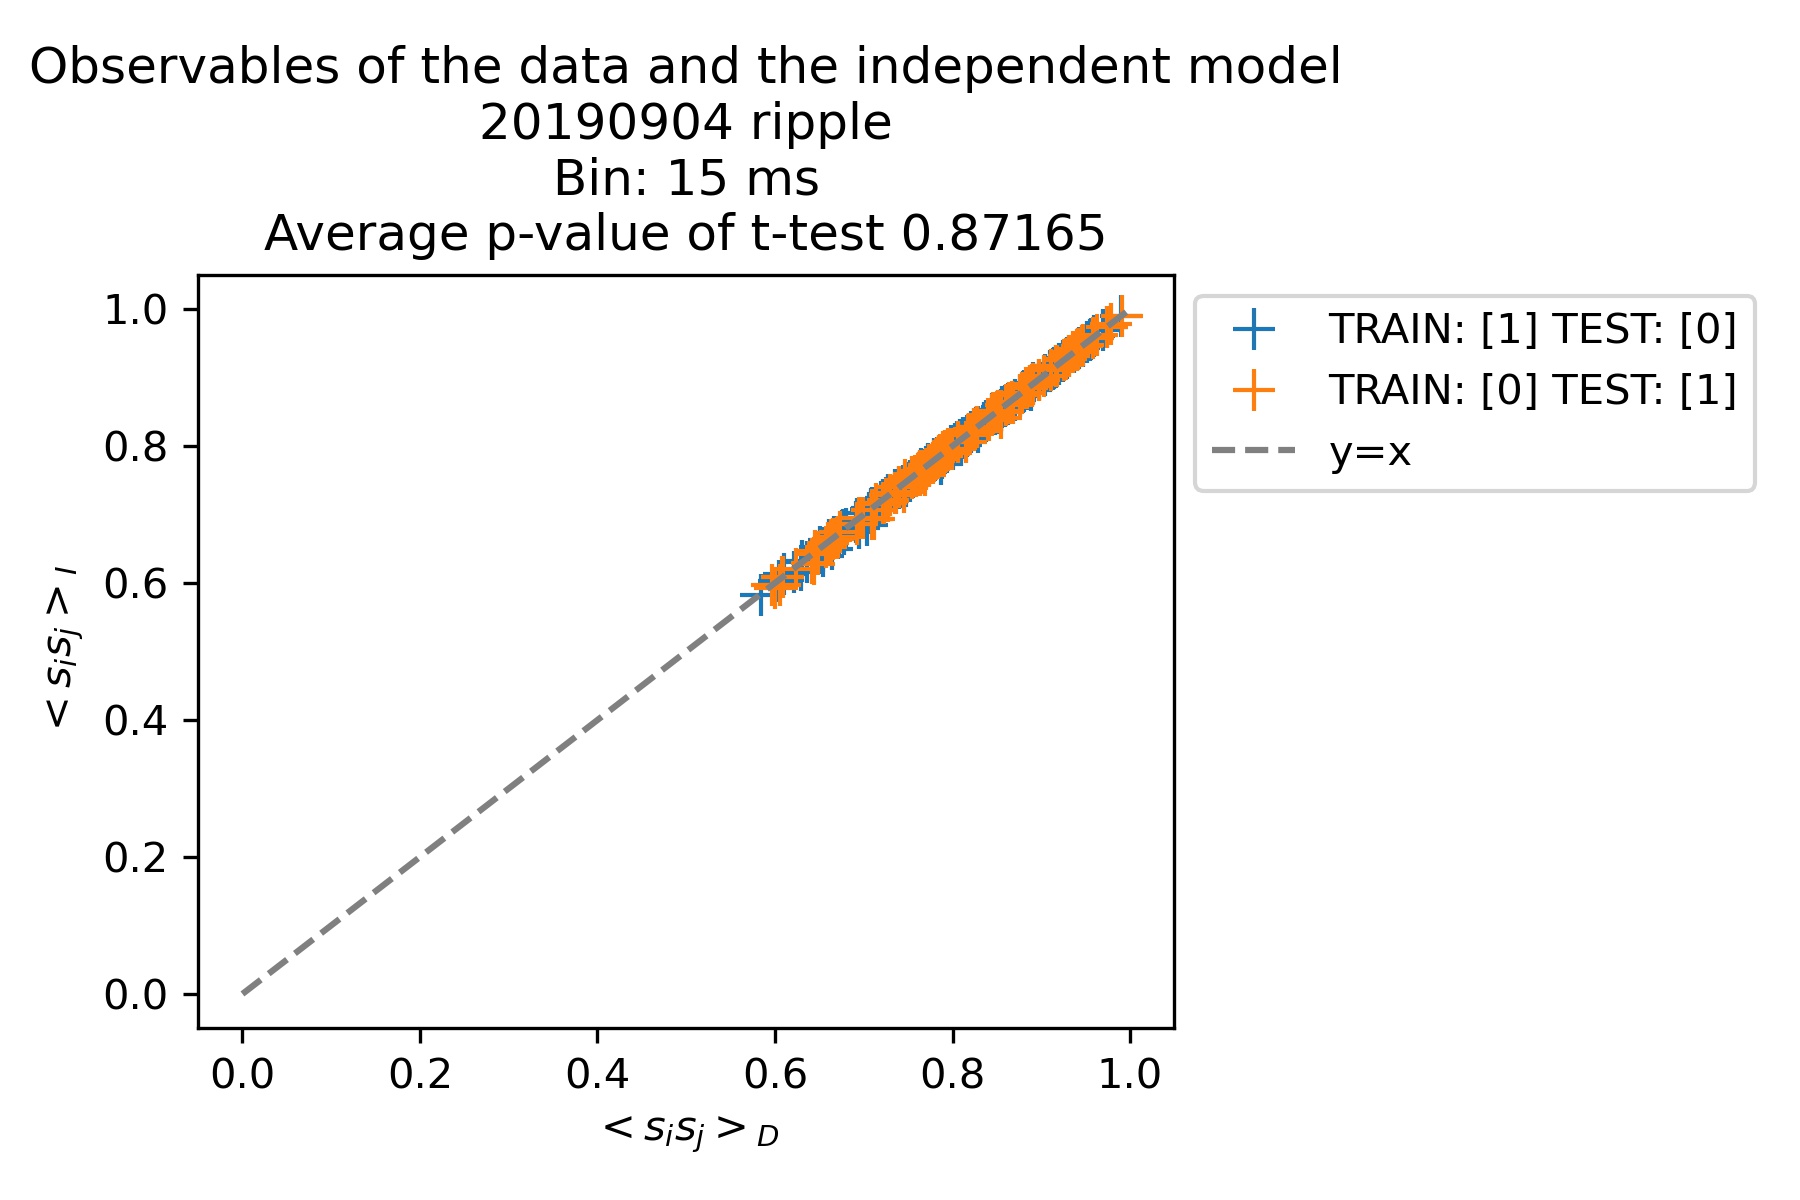 Observables of the data and the independent model
20190904 ripple
Bin: 15 ms
Average p-value of t-test 0.87165
1.0
0.8
0.6
0.4
0.2
0.0
< s_i s_j >_I
0.0 0.2 0.4 0.6 0.8 1.0
< s_i s_j >_D
TRAIN: [1] TEST: [0]
TRAIN: [0] TEST: [1]
y=x